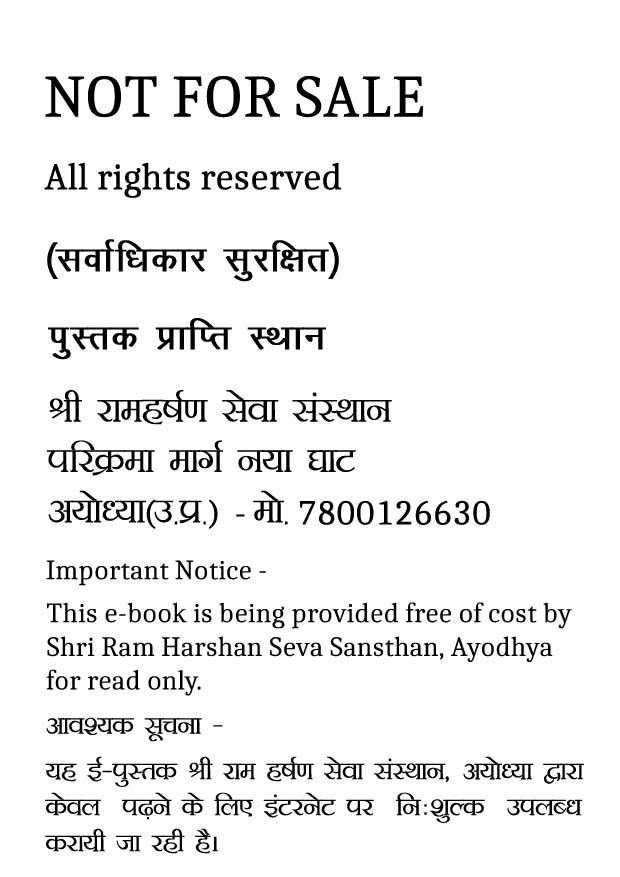 NOT FOR SALE
All rights reserved
(सर्वाधिकार सुरक्षित)
पुस्तक प्राप्ति स्थान
श्री रामहर्षण सेवा संस्थान
परिक्रमा मार्ग नया घाट
अयोध्या(उ.प्र.) - मो. 7800126630
Important Notice -
This e-book is being provided free of cost by
Shri Ram Harshan Seva Sansthan, Ayodhya
for read only.
आवश्यक सूचना -
यह ई-पुस्तक श्री राम हर्षण सेवा संस्थान, अयोध्या द्वारा
केवल पढ़ने के लिए इंटरनेट पर निःशुल्क उपलब्ध
करायी जा रही है।